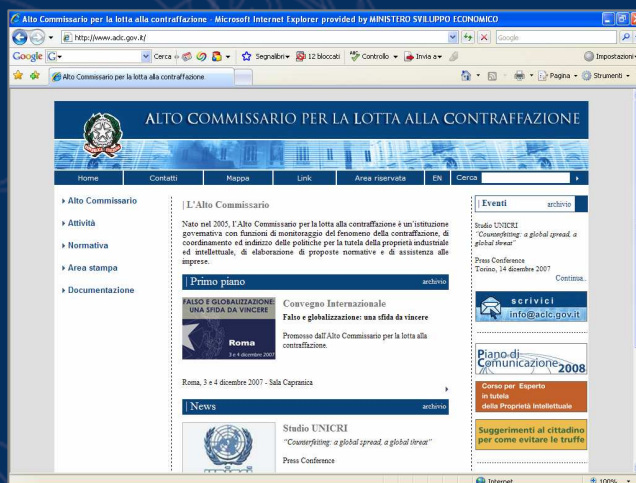 Alto Commissario per la lotta alla contraffazione - Microsoft Internet Explorer provided by MINISTERO SVILUPPO ECONOMICO
http://www.aclc.gov.it/
Google
Google
Cerca
Segnalibri
12 bloccati
Controllo
Invia a
Impostazioni
Alto Commissario per la lotta alla contraffazione
Pagina
Strumenti
ALTO COMMISSARIO PER LA LOTTA ALLA CONTRAFFAZIONE
Home Contatti Mappa Link Area riservata EN Cerca
Alto Commissario
Attività
Normativa
Area stampa
Documentazione
| L'Alto Commissario
Nato nel 2005, l'Alto Commissario per la lotta alla contraffazione è un'istituzione
governativa con funzioni di monitoraggio del fenomeno della contraffazione, di
coordinamento ed indirizzo delle politiche per la tutela della proprietà industriale
ed intellettuale, di elaborazione di proposte normative e di assistenza alle
imprese.
| Primo piano archivio
FALSO E GLOBALIZZAZIONE:
UNA SFIDA DA VINCERE
Roma
3 e 4 dicembre 2007
Convegno Internazionale
Falso e globalizzazione: una sfida da vincere
Promosso dall'Alto Commissario per la lotta alla
contraffazione.
Roma, 3 e 4 dicembre 2007 - Sala Capranica
| News archivio
Studio UNICRI
"Counterfeiting: a global spread, a global threat"
Press Conference
| Eventi archivio
Studio UNICRI
"Counterfeiting: a global spread, a
global threat"
Press Conference
Torino, 14 dicembre 2007
Continua..
scrivici
info@aclc.gov.it
Piano di
Comunicazione 2008
Corso per Esperto
in tutela
della Proprietà Intellettuale
Suggerimenti al cittadino
per come evitare le truffe
Internet
100%